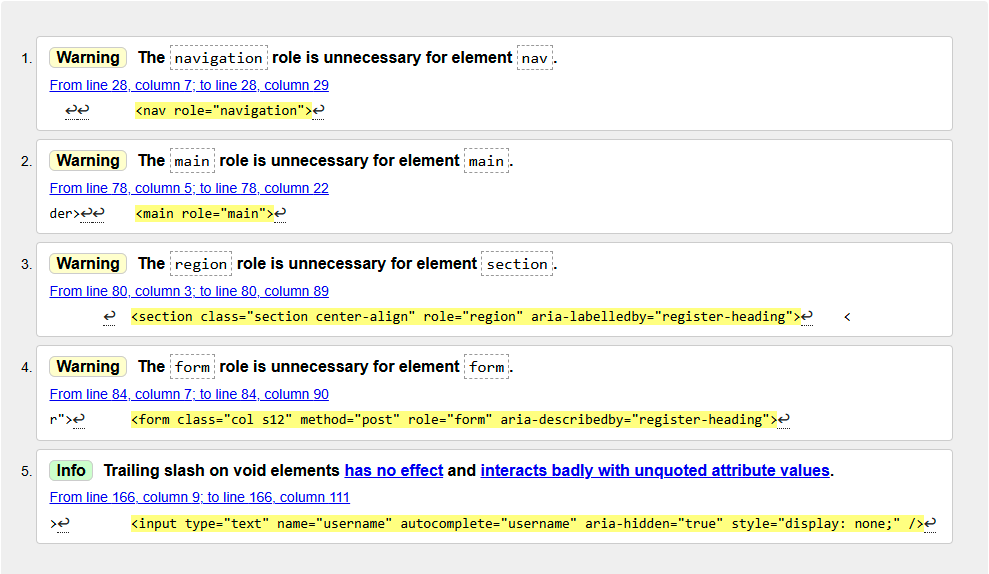 1. Warning The navigation role is unnecessary for element nav.
From line 28, column 7; to line 28, column 29
↩↩      <nav role="navigation">↩
2. Warning The main role is unnecessary for element main.
From line 78, column 5; to line 78, column 22
der>↩↩    <main role="main">↩
3. Warning The region role is unnecessary for element section.
From line 80, column 3; to line 80, column 89
↩  <section class="section center-align" role="region" aria-labelledby="register-heading">↩    <
4. Warning The form role is unnecessary for element form.
From line 84, column 7; to line 84, column 90
r">↩      <form class="col s12" method="post" role="form" aria-describedby="register-heading">↩
5. Info Trailing slash on void elements has no effect and interacts badly with unquoted attribute values.
From line 166, column 9; to line 166, column 111
>↩        <input type="text" name="username" autocomplete="username" aria-hidden="true" style="display: none;" />↩